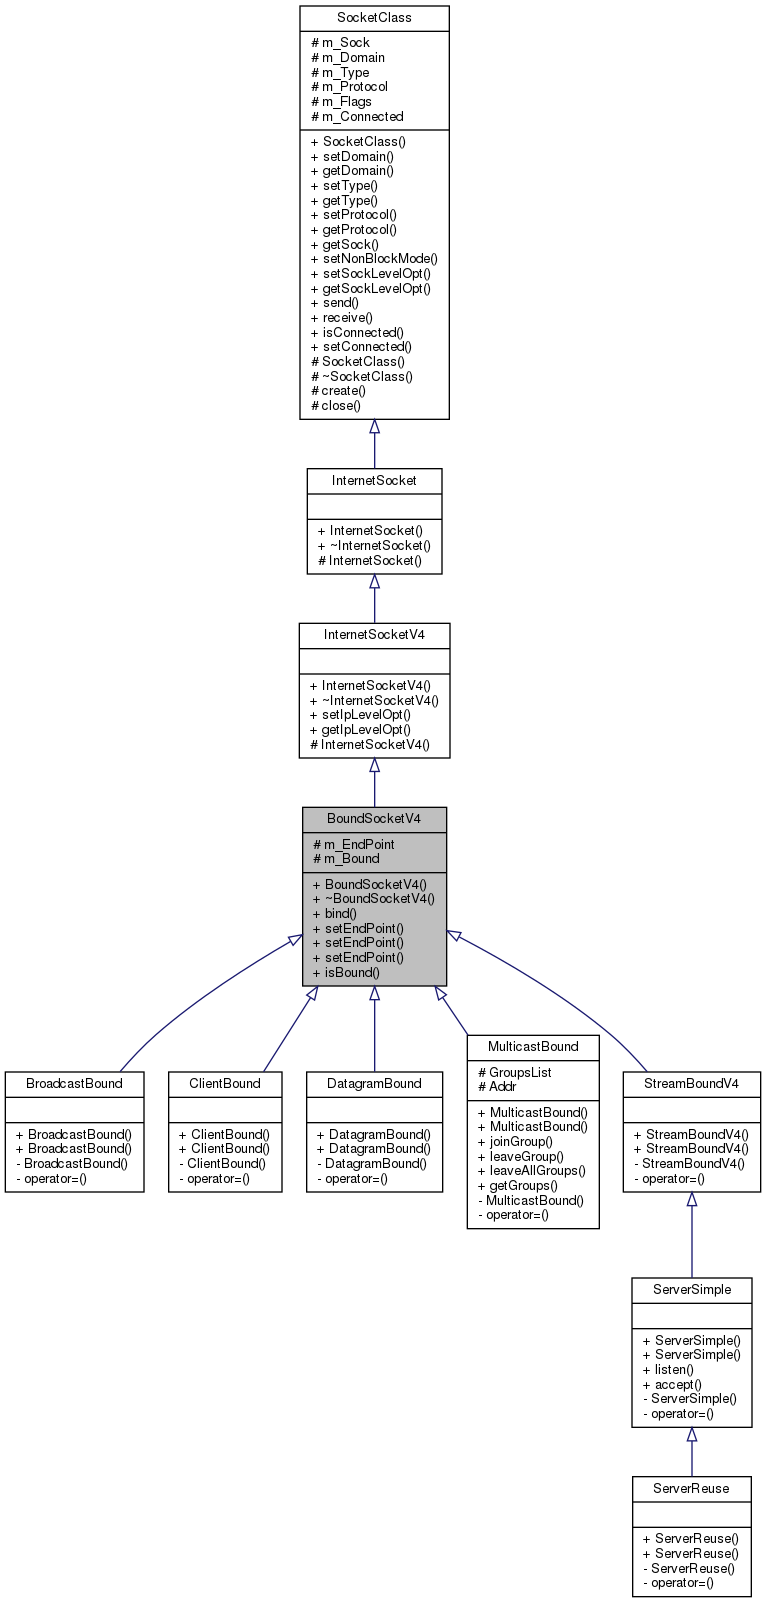 SocketClass
# m_Sock
# m_Domain
# m_Type
# m_Protocol
# m_Flags
# m_Connected
+ SocketClass()
+ setDomain()
+ getDomain()
+ setType()
+ getType()
+ setProtocol()
+ getProtocol()
+ getSock()
+ setNonBlockMode()
+ setSockLevelOpt()
+ getSockLevelOpt()
+ send()
+ receive()
+ isConnected()
+ setConnected()
# SocketClass()
# ~SocketClass()
# create()
# close()
InternetSocket
+ InternetSocket()
+ ~InternetSocket()
# InternetSocket()
InternetSocketV4
+ InternetSocketV4()
+ ~InternetSocketV4()
+ setIpLevelOpt()
+ getIpLevelOpt()
# InternetSocketV4()
BoundSocketV4
# m_EndPoint
# m_Bound
+ BoundSocketV4()
+ ~BoundSocketV4()
+ bind()
+ setEndPoint()
+ setEndPoint()
+ setEndPoint()
+ isBound()
BroadcastBound
+ BroadcastBound()
+ BroadcastBound()
- BroadcastBound()
- operator=()
ClientBound
+ ClientBound()
+ ClientBound()
- ClientBound()
- operator=()
DatagramBound
+ DatagramBound()
+ DatagramBound()
- DatagramBound()
- operator=()
MulticastBound
# GroupsList
# Addr
+ MulticastBound()
+ MulticastBound()
+ joinGroup()
+ leaveGroup()
+ leaveAllGroups()
+ getGroups()
- MulticastBound()
- operator=()
StreamBoundV4
+ StreamBoundV4()
+ StreamBoundV4()
- StreamBoundV4()
- operator=()
ServerSimple
+ ServerSimple()
+ ServerSimple()
+ listen()
+ accept()
- ServerSimple()
- operator=()
ServerReuse
+ ServerReuse()
+ ServerReuse()
- ServerReuse()
- operator=()